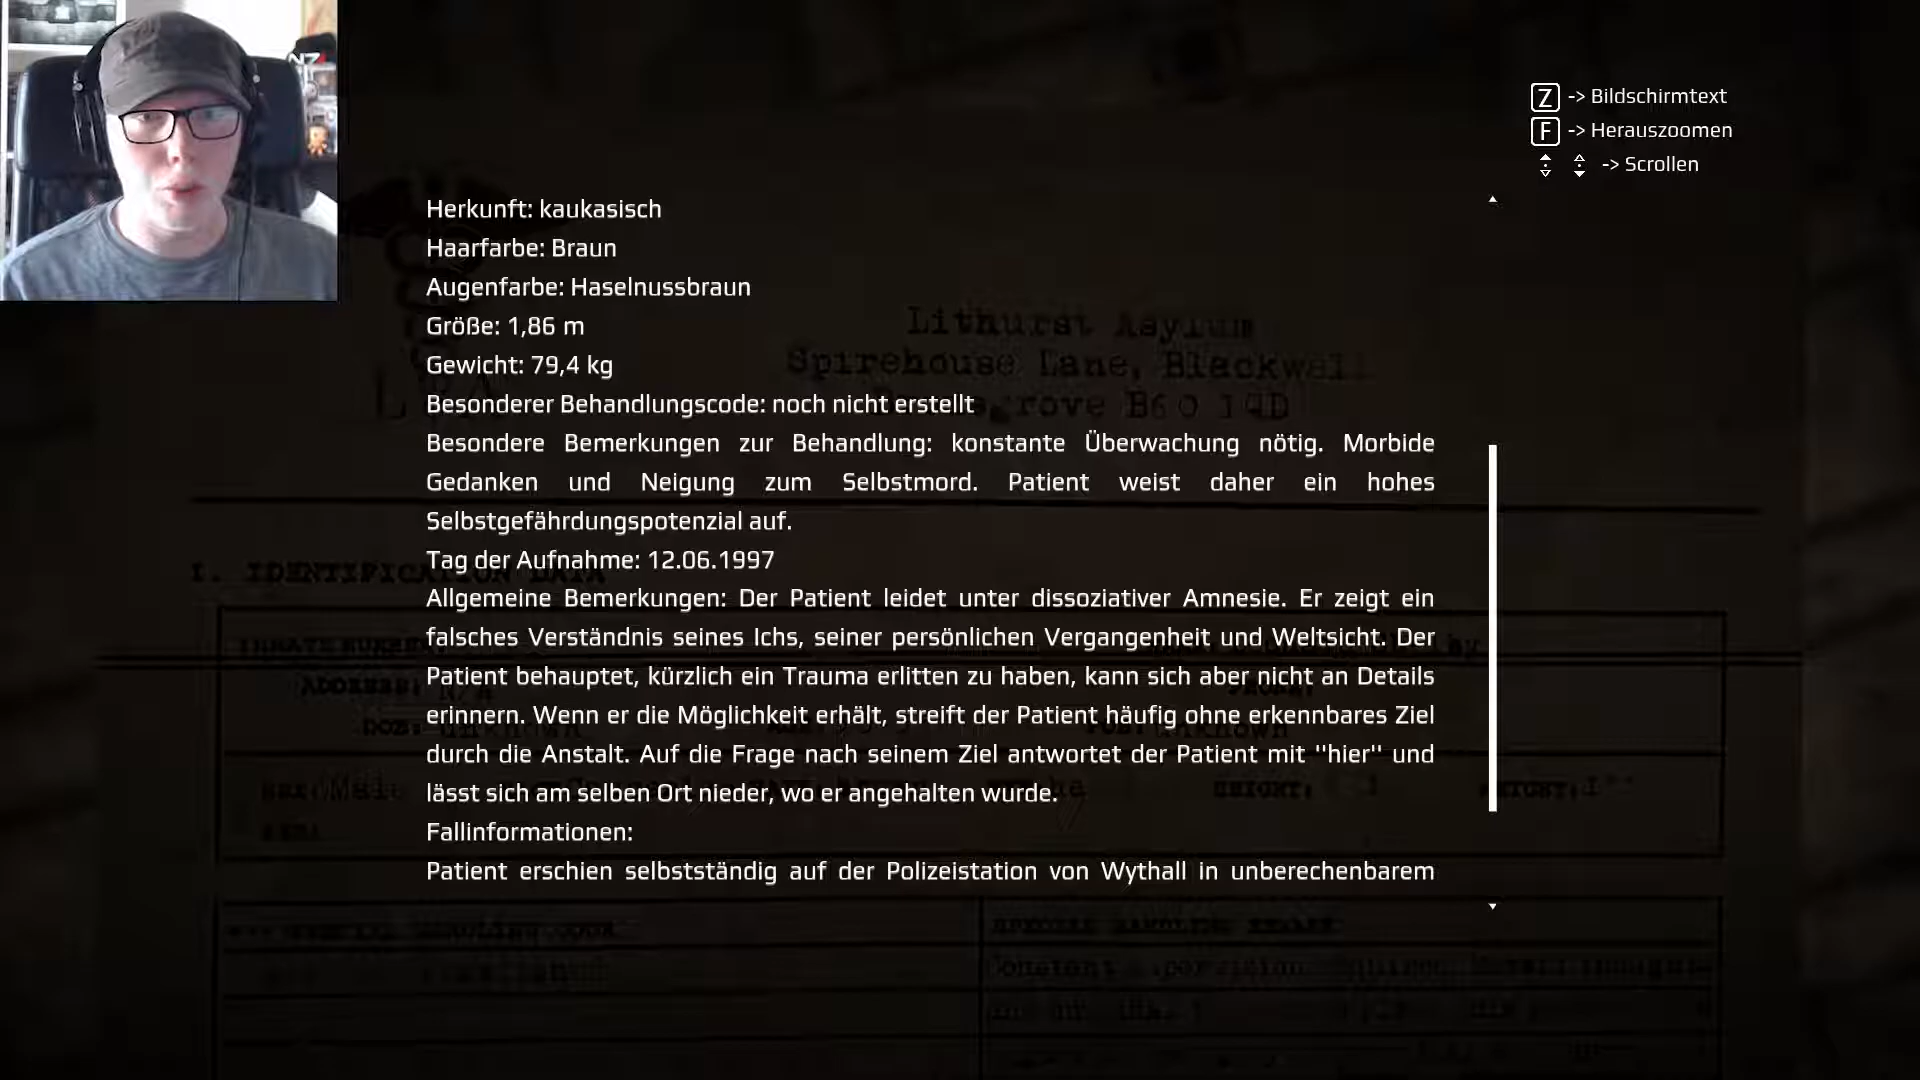 N7
Z -> Bildschirmtext
F -> Herauszoomen
-> Scrollen
Herkunft: kaukasisch
Haarfarbe: Braun
Augenfarbe: Haselnussbraun
Größe: 1,86 m
Gewicht: 79,4 kg
Besonderer Behandlungscode: noch nicht erstellt
Besondere Bemerkungen zur Behandlung: konstante Überwachung nötig. Morbide
Gedanken und Neigung zum Selbstmord. Patient weist daher ein hohes
Selbstgefährdungspotenzial auf.
Tag der Aufnahme: 12.06.1997
Allgemeine Bemerkungen: Der Patient leidet unter dissoziativer Amnesie. Er zeigt ein
falsches Verständnis seines Ichs, seiner persönlichen Vergangenheit und Weltsicht. Der
Patient behauptet, kürzlich ein Trauma erlitten zu haben, kann sich aber nicht an Details
erinnern. Wenn er die Möglichkeit erhält, streift der Patient häufig ohne erkennbares Ziel
durch die Anstalt. Auf die Frage nach seinem Ziel antwortet der Patient mit "hier" und
lässt sich am selben Ort nieder, wo er angehalten wurde.
Fallinformationen:
Patient erschien selbstständig auf der Polizeistation von Wythall in unberechenbarem
Lithurst Asylum
Spirehouse Lane, Blackwell
B60 1QD
I. IDENTIFICATION DATA
ADDRESS: N/A
DOB: Unknown
Unknown